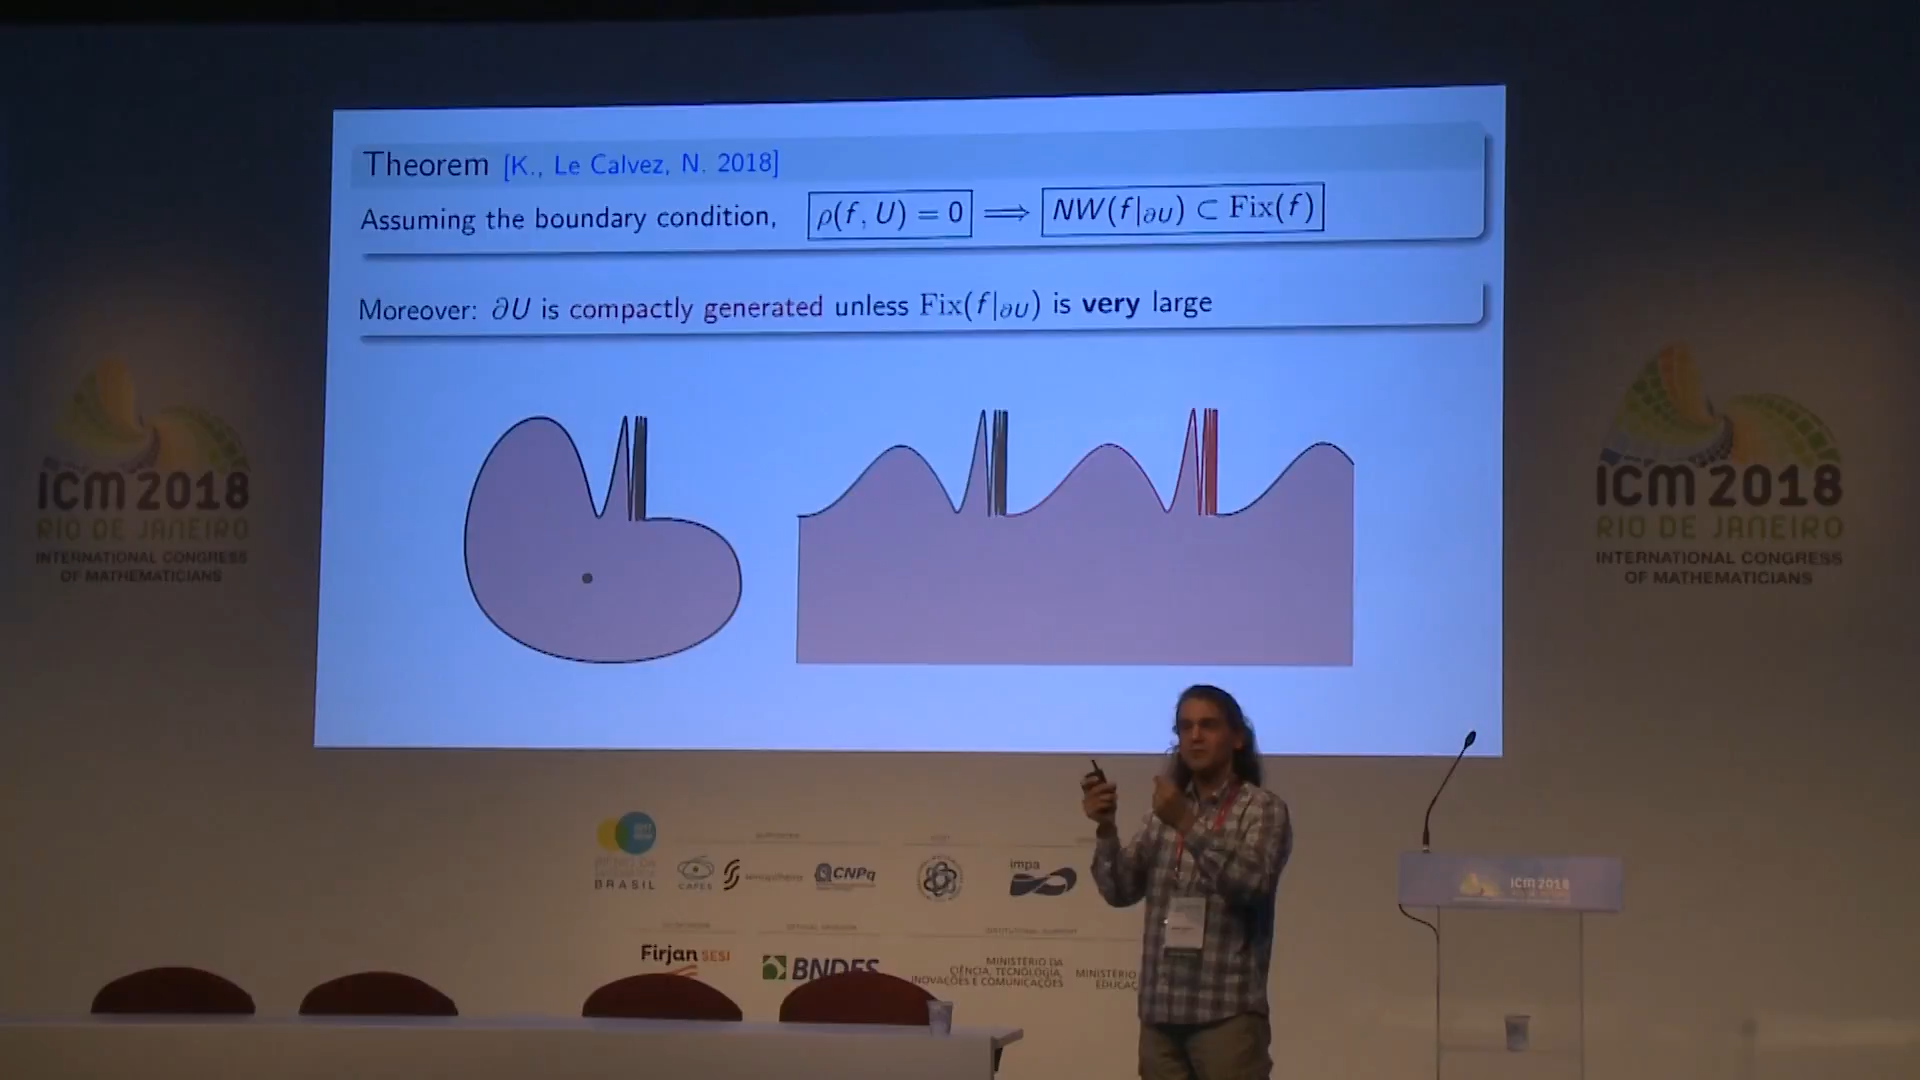 Theorem [K., Le Calvez, N. 2018]
Assuming the boundary condition, ρ(f, U) = 0 ⟹ NW(f|∂U) ⊂ Fix(f)
Moreover: ∂U is compactly generated unless Fix(f|∂U) is very large
ICM 2018
RIO DE JANEIRO
INTERNATIONAL CONGRESS
OF MATHEMATICIANS
ICM 2018
RIO DE JANEIRO
INTERNATIONAL CONGRESS
OF MATHEMATICIANS
BRASIL
CAPES
CNPq
impa
ICM 2018
Firjan SESI
BNDES
MINISTÉRIO DA
CIÊNCIA, TECNOLOGIA,
INOVAÇÕES E COMUNICAÇÕES
MINISTÉRIO